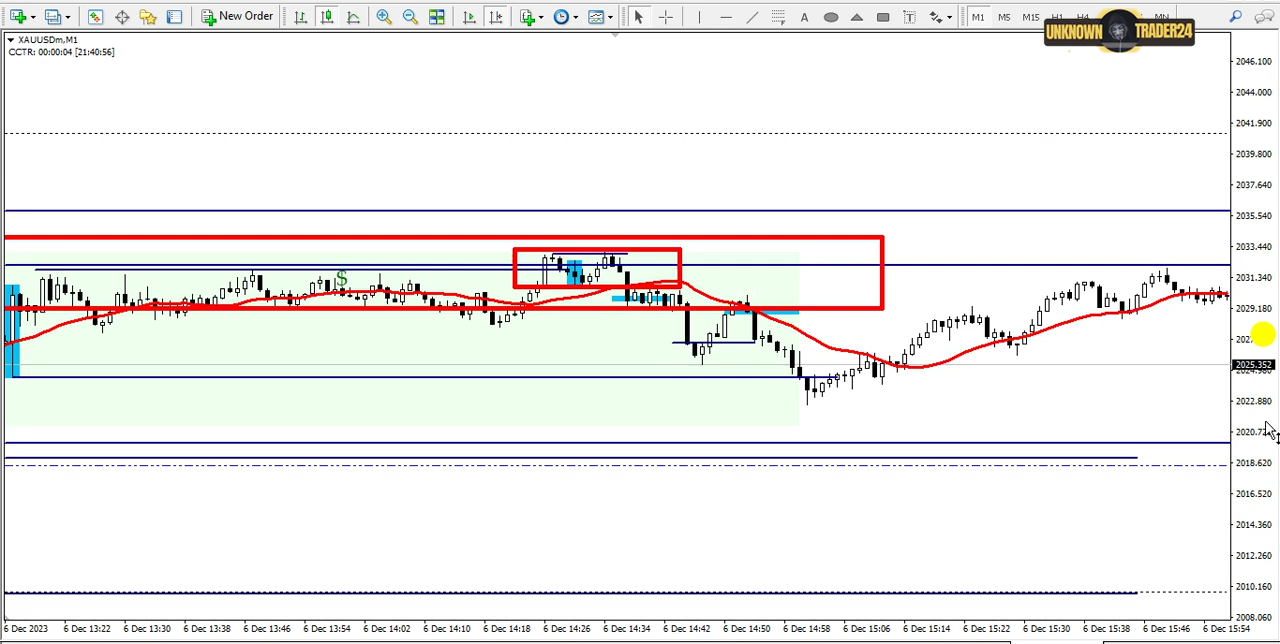 New Order
A
T
M1 M5 M15 H1 H4 MN
UNKNOWN TRADER24
XAUUSDm,M1
CCTR: 00:00:04 [21:40:56]
2046.100
2044.000
2041.900
2039.800
2037.640
2035.540
2033.440
2031.340
2029.180
2025.352
2022.880
2018.620
2016.520
2014.360
2012.260
2010.160
2008.060
$
6 Dec 2023 6 Dec 13:22 6 Dec 13:30 6 Dec 13:38 6 Dec 13:46 6 Dec 13:54 6 Dec 14:02 6 Dec 14:10 6 Dec 14:18 6 Dec 14:26 6 Dec 14:34 6 Dec 14:42 6 Dec 14:50 6 Dec 14:58 6 Dec 15:06 6 Dec 15:14 6 Dec 15:22 6 Dec 15:30 6 Dec 15:38 6 Dec 15:46 6 Dec 15:54